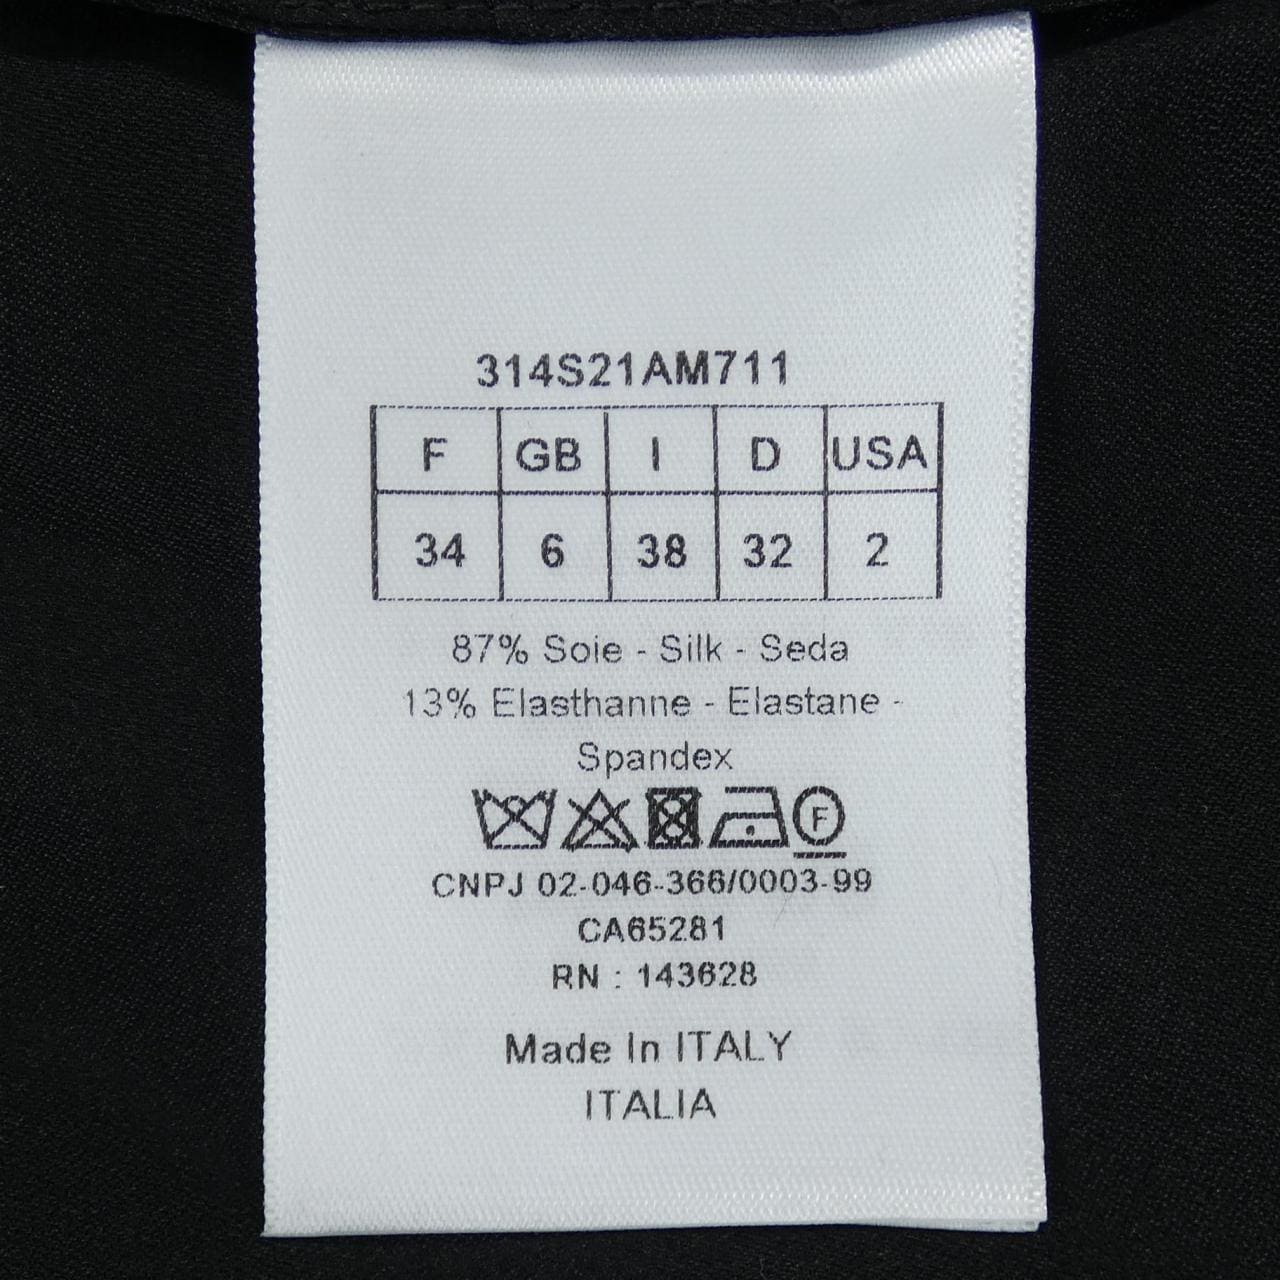 314S21AM711
F GB I D USA
34 6 38 32 2
87% Soie - Silk - Seda
13% Elasthanne - Elastane -
Spandex
F
CNPJ 02-046-366/0003-99
CA65281
RN : 143628
Made In ITALY
ITALIA